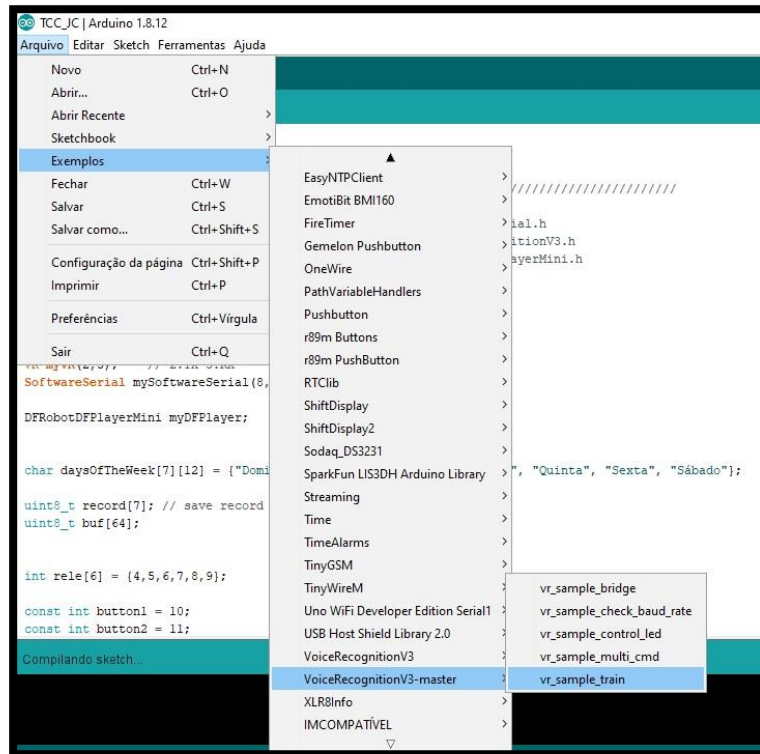 TCC_JC | Arduino 1.8.12
Arquivo Editar Sketch Ferramentas Ajuda
Novo Ctrl+N
Abrir... Ctrl+O
Abrir Recente
Sketchbook
Exemplos
Fechar Ctrl+W
Salvar Ctrl+S
Salvar como... Ctrl+Shift+S
Configuração da página Ctrl+Shift+P
Imprimir Ctrl+P
Preferências Ctrl+Vírgula
Sair Ctrl+Q
EasyNTPClient
EmotiBit BMI160
FireTimer
Gemelon Pushbutton
OneWire
PathVariableHandlers
Pushbutton
r89m Buttons
r89m PushButton
RTClib
ShiftDisplay
ShiftDisplay2
Sodaq_DS3231
SparkFun LIS3DH Arduino Library
Streaming
Time
TimeAlarms
TinyGSM
TinyWireM
Uno WiFi Developer Edition Serial1
USB Host Shield Library 2.0
VoiceRecognitionV3
VoiceRecognitionV3-master
XLR8Info
IMCOMPATÍVEL
vr_sample_bridge
vr_sample_check_baud_rate
vr_sample_control_led
vr_sample_multi_cmd
vr_sample_train
///////////////////////
ial.h
itionV3.h
ayerMini.h
SoftwareSerial mySoftwareSerial(8,
DFRobotDFPlayerMini myDFPlayer;
char daysOfTheWeek[7][12] = {"Domi ", "Quinta", "Sexta", "Sábado"};
uint8_t record[7]; // save record
uint8_t buf[64];
int rele[6] = {4,5,6,7,8,9};
const int button1 = 10;
const int button2 = 11;
Compilando sketch...